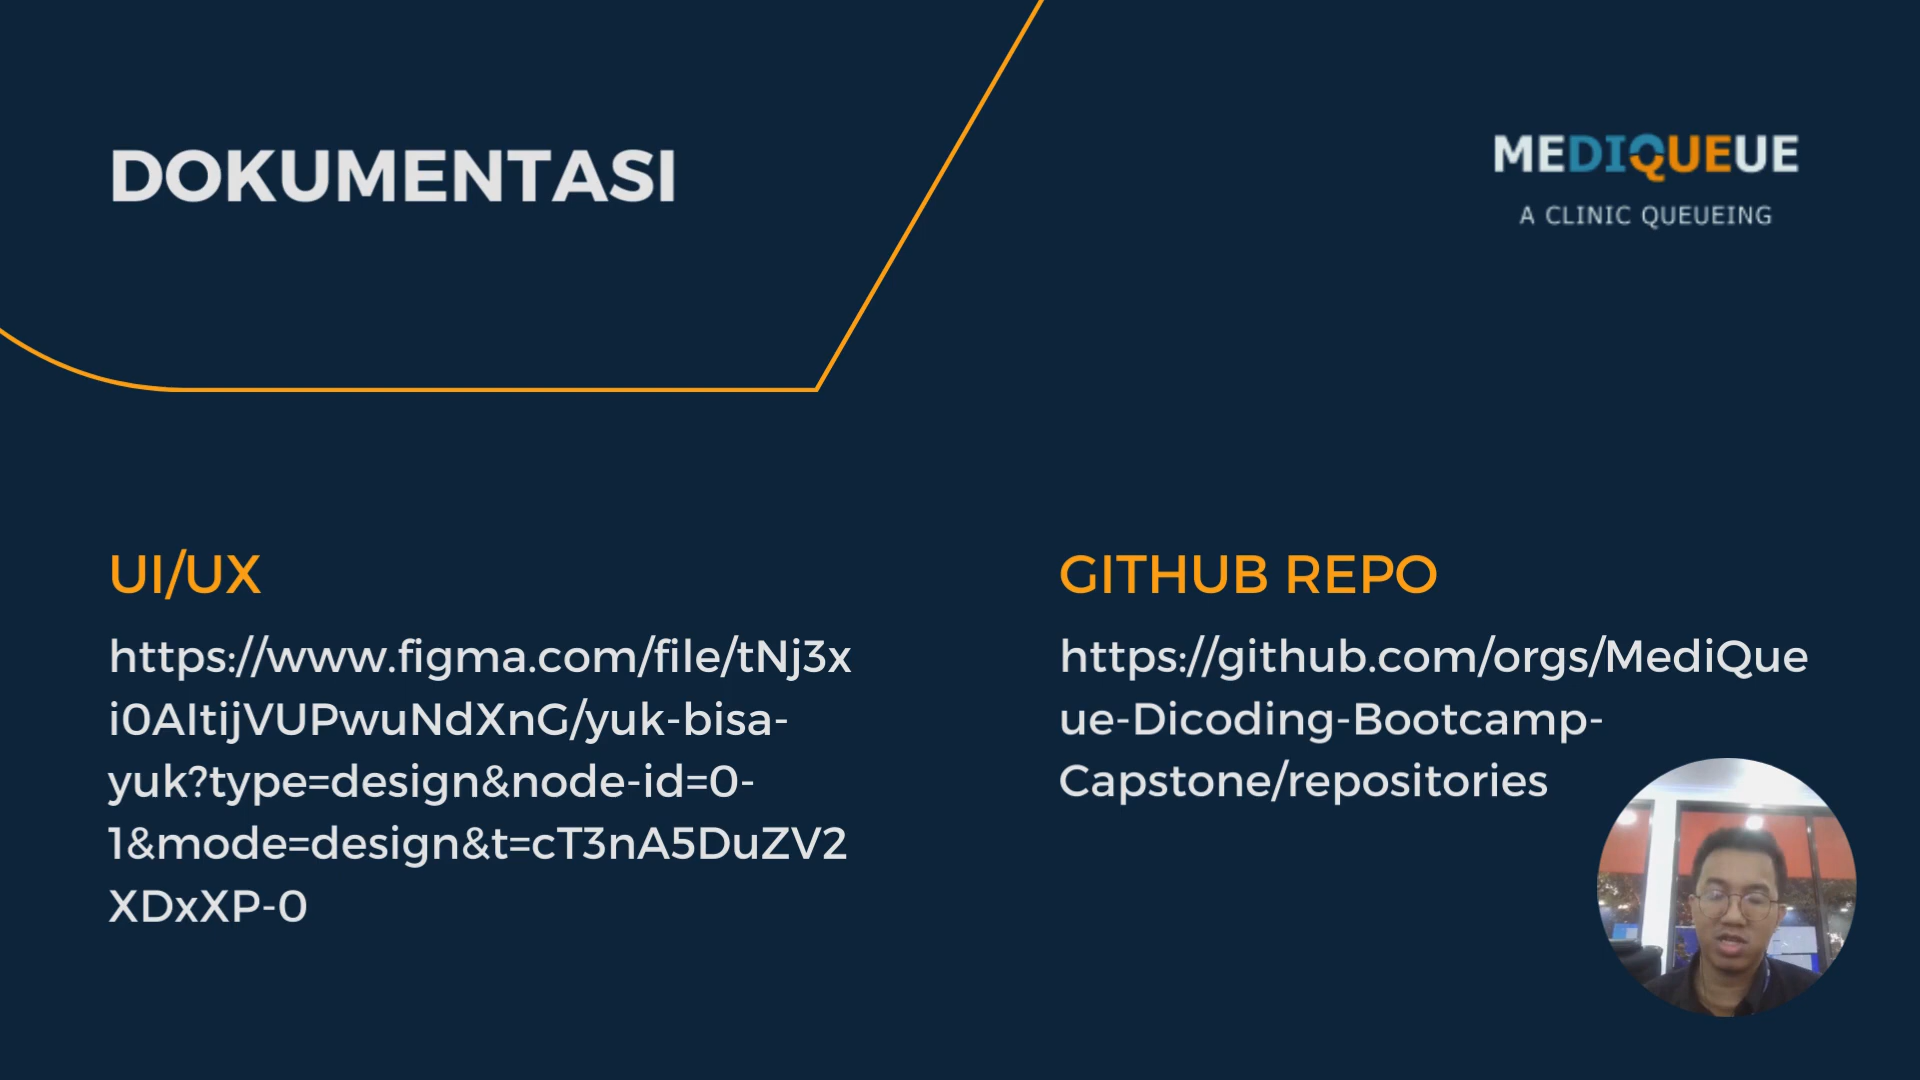 DOKUMENTASI
MEDIQUEUE
A CLINIC QUEUEING
UI/UX
https://www.figma.com/file/tNj3x
i0AItijVUPwuNdXnG/yuk-bisa-
yuk?type=design&node-id=0-
1&mode=design&t=cT3nA5DuZV2
XDxXP-0
GITHUB REPO
https://github.com/orgs/MediQue
ue-Dicoding-Bootcamp-
Capstone/repositories